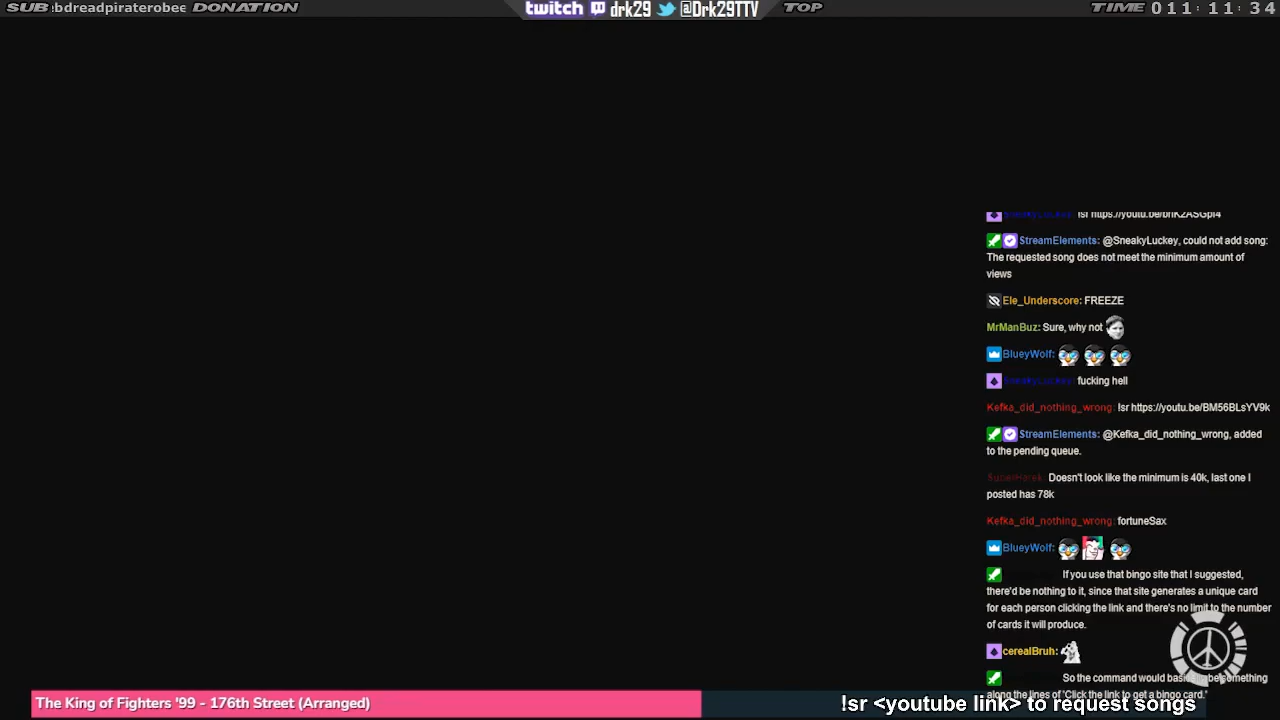 SUB :bdreadpiraterobee DONATION
twitch drk29 @Drk29TTV
TOP
TIME 011:11:34
SneakyLuckey: !sr
StreamElements: @SneakyLuckey, could not add song:
The requested song does not meet the minimum amount of
views
Ele_Underscore: FREEZE
MrManBuz: Sure, why not
BlueyWolf:
SneakyLuckey: fucking hell
Kefka_did_nothing_wrong: !sr https://youtu.be/BM56BLsYV9k
StreamElements: @Kefka_did_nothing_wrong, added
to the pending queue.
Doesn't look like the minimum is 40k, last one I
posted has 78k
Kefka_did_nothing_wrong: fortuneSax
BlueyWolf:
If you use that bingo site that I suggested,
there'd be nothing to it, since that site generates a unique card
for each person clicking the link and there's no limit to the number
of cards it will produce.
cerealBruh:
So the command would be something
along the lines of 'Click the link to get a bingo card."
The King of Fighters '99 - 176th Street (Arranged)
!sr <youtube link> to request songs